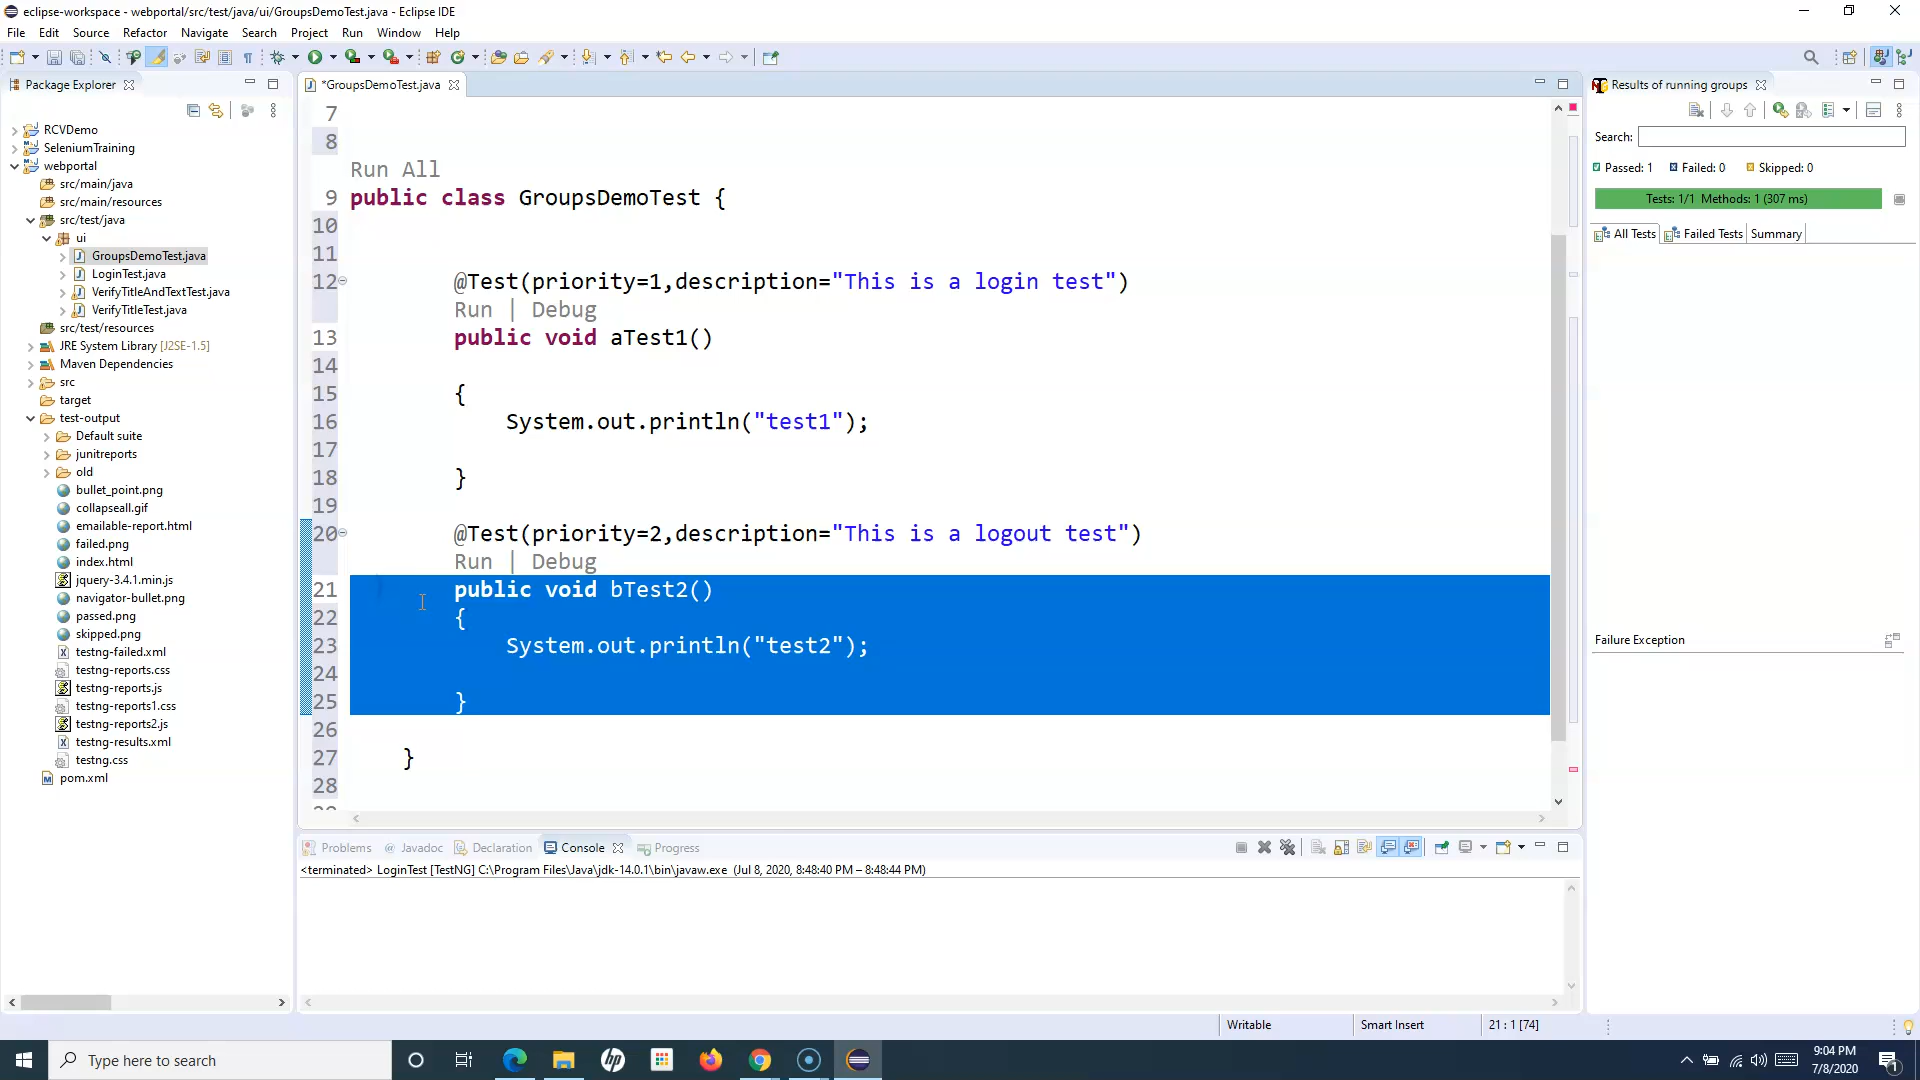 eclipse-workspace - webportal/src/test/java/ui/GroupsDemoTest.java - Eclipse IDE
File Edit Source Refactor Navigate Search Project Run Window Help
Package Explorer
RCVDemo
SeleniumTraining
webportal
src/main/java
src/main/resources
src/test/java
ui
GroupsDemoTest.java
LoginTest.java
VerifyTitleAndTextTest.java
VerifyTitleTest.java
src/test/resources
JRE System Library [J2SE-1.5]
Maven Dependencies
src
target
test-output
Default suite
junitreports
old
bullet_point.png
collapseall.gif
emailable-report.html
failed.png
index.html
jquery-3.4.1.min.js
navigator-bullet.png
passed.png
skipped.png
testng-failed.xml
testng-reports.css
testng-reports.js
testng-reports1.css
testng-reports2.js
testng-results.xml
testng.css
pom.xml
*GroupsDemoTest.java
7
8
Run All
9 public class GroupsDemoTest {
10
11
12 @Test(priority=1,description="This is a login test")
Run | Debug
13 public void aTest1()
14
15 {
16 System.out.println("test1");
17
18 }
19
20 @Test(priority=2,description="This is a logout test")
Run | Debug
21 public void bTest2()
22 {
23 System.out.println("test2");
24
25 }
26
27 }
28
Problems Javadoc Declaration Console Progress
<terminated> LoginTest [TestNG] C:\Program Files\Java\jdk-14.0.1\bin\javaw.exe (Jul 8, 2020, 8:48:40 PM – 8:48:44 PM)
Results of running groups
Search:
Passed: 1 Failed: 0 Skipped: 0
Tests: 1/1 Methods: 1 (307 ms)
All Tests Failed Tests Summary
Failure Exception
Writable Smart Insert 21 : 1 [74]
Type here to search
hp
9:04 PM
7/8/2020
1